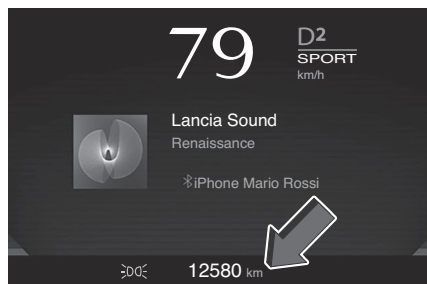 79
D2
SPORT
km/h
Lancia Sound
Renaissance
iPhone Mario Rossi
12580 km